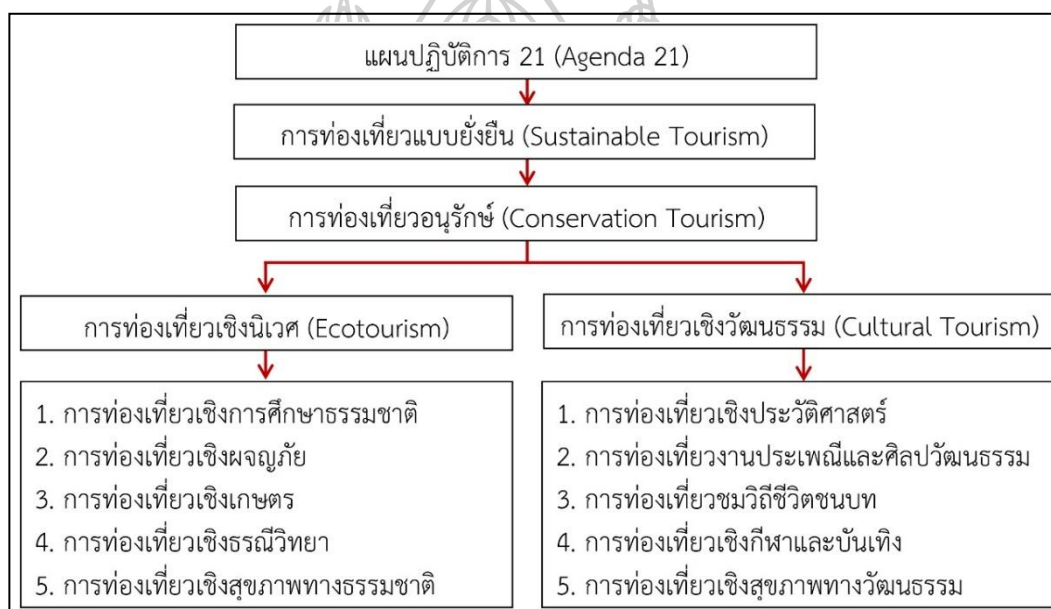 แผนปฏิบัติการ 21 (Agenda 21)
การท่องเที่ยวแบบยั่งยืน (Sustainable Tourism)
การท่องเที่ยวอนุรักษ์ (Conservation Tourism)
การท่องเที่ยวเชิงนิเวศ (Ecotourism)
1. การท่องเที่ยวเชิงการศึกษาธรรมชาติ
2. การท่องเที่ยวเชิงผจญภัย
3. การท่องเที่ยวเชิงเกษตร
4. การท่องเที่ยวเชิงธรณีวิทยา
5. การท่องเที่ยวเชิงสุขภาพทางธรรมชาติ
การท่องเที่ยวเชิงวัฒนธรรม (Cultural Tourism)
1. การท่องเที่ยวเชิงประวัติศาสตร์
2. การท่องเที่ยวงานประเพณีและศิลปวัฒนธรรม
3. การท่องเที่ยวชมวิถีชีวิตชนบท
4. การท่องเที่ยวเชิงกีฬาและบันเทิง
5. การท่องเที่ยวเชิงสุขภาพทางวัฒนธรรม